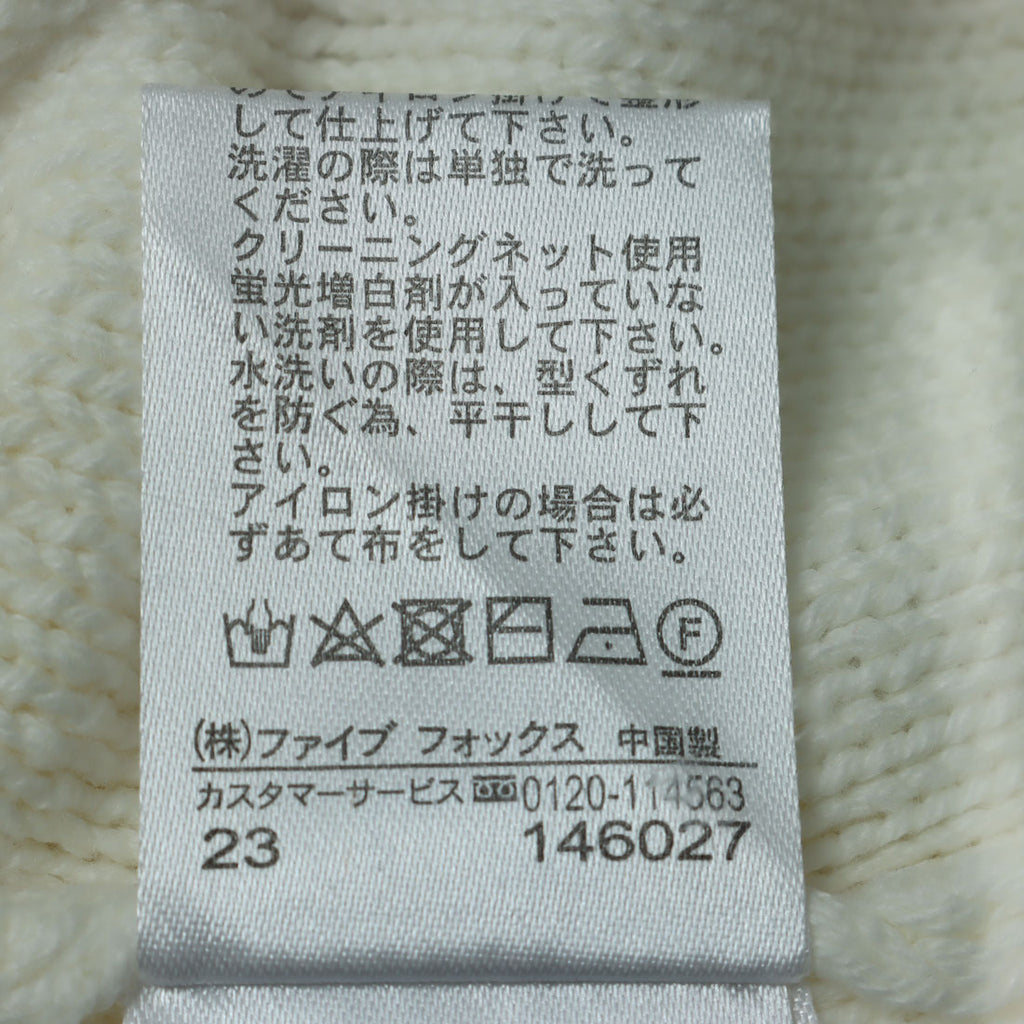 して仕上げて下さい。
洗濯の際は単独で洗って
ください。
クリーニングネット使用
蛍光増白剤が入っていな
い洗剤を使用して下さい。
水洗いの際は、型くずれ
を防ぐ為、平干しして下
さい。
アイロン掛けの場合は必
ずあて布をして下さい。
F
(株)ファイブ フォックス 中国製
カスタマーサービス 0120-114563
23 146027